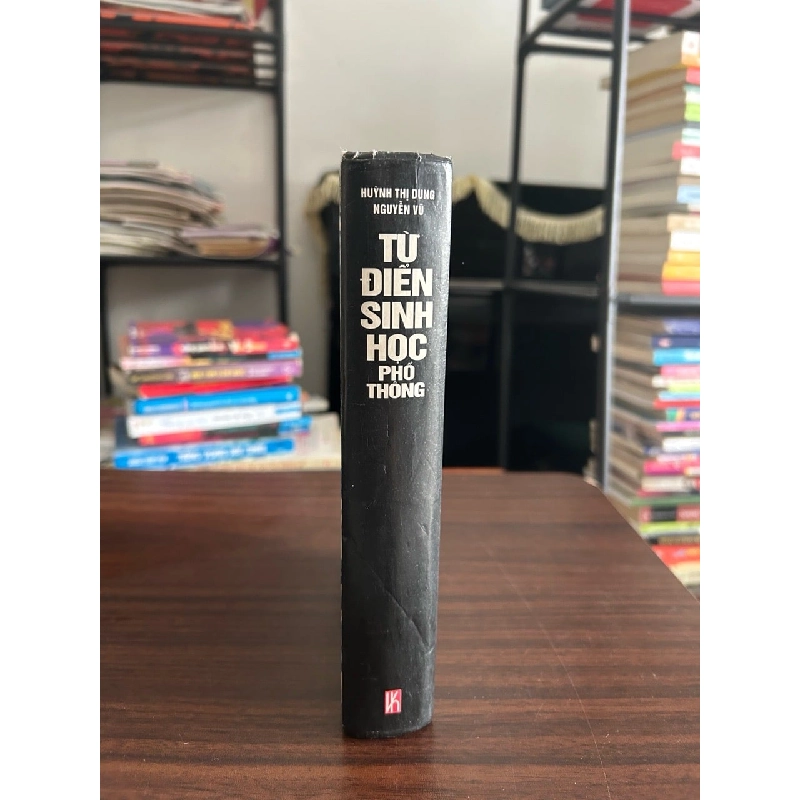 HUỲNH THỊ DUNG
NGUYỄN VŨ
TỪ
ĐIỂN
SINH
HỌC
PHỔ
THÔNG